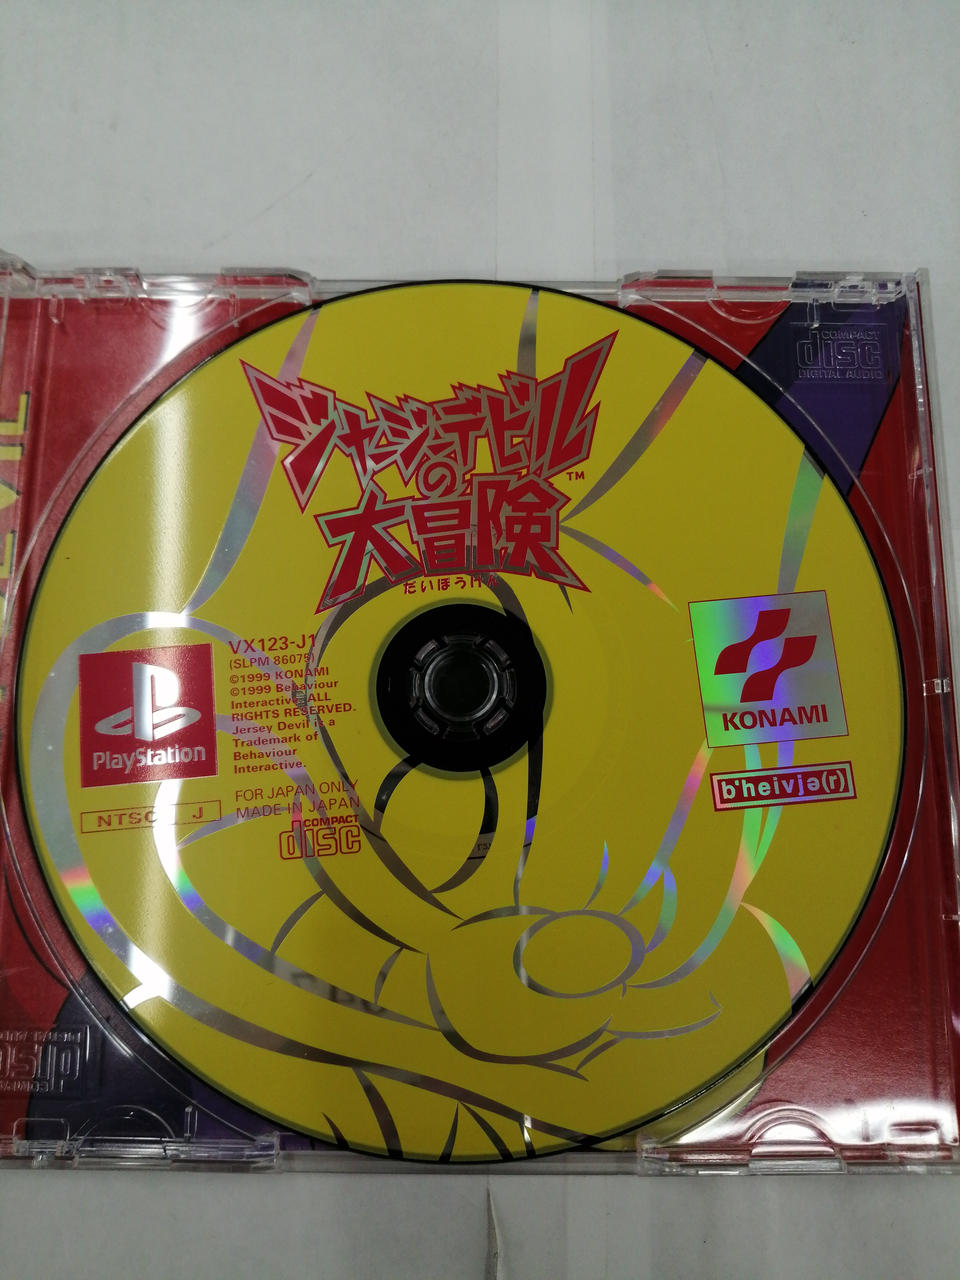 COMPACT
disc
DIGITAL AUDIO
ジャージーデビル
の
TM
大冒険
だいぼうけん
VX123-J1
(SLPM 86075)
©1999 KONAMI
©1999 Behaviour
Interactive ALL
RIGHTS RESERVED.
Jersey Devil is a
Trademark of
Behaviour
Interactive.
PlayStation
FOR JAPAN ONLY
MADE IN JAPAN
NTSC J
COMPACT
disc
KONAMI
b'heivjə(r)